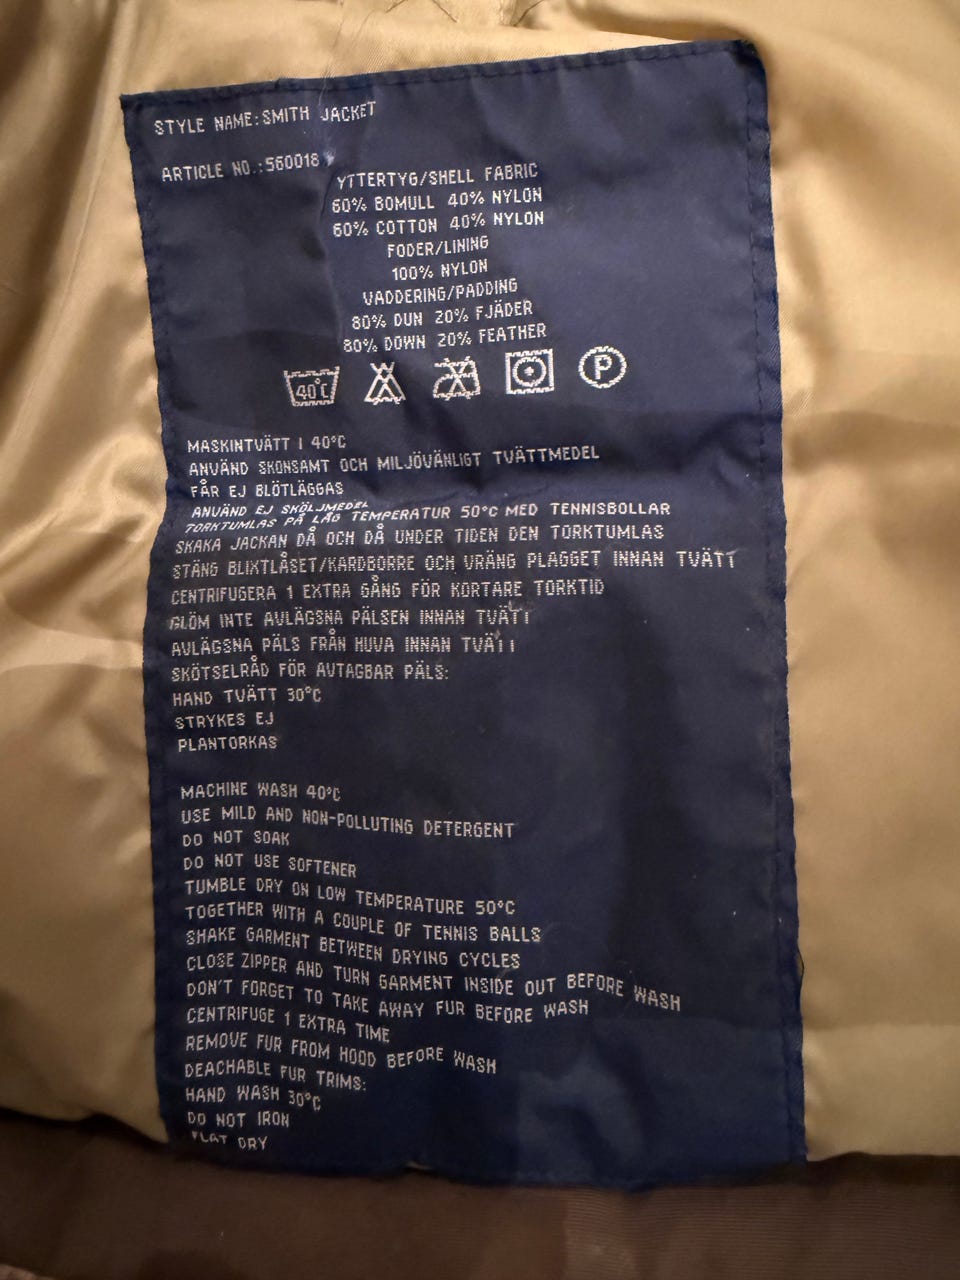 STYLE NAME:SMITH JACKET
ARTICLE NO.:560018
YTTERTYG/SHELL FABRIC
60% BOMULL 40% NYLON
60% COTTON 40% NYLON
FODER/LINING
100% NYLON
VADDERING/PADDING
80% DUN 20% FJÄDER
80% DOWN 20% FEATHER
40°C P
MASKINTVÄTT I 40°C
ANVÄND SKONSAMT OCH MILJÖVÄNLIGT TVÄTTMEDEL
FÅR EJ BLÖTLÄGGAS
ANVÄND EJ SKÖLJMEDEL
TORKTUMLAS PÅ LÅG TEMPERATUR 50°C MED TENNISBOLLAR
SKAKA JACKAN DÅ OCH DÅ UNDER TIDEN DEN TORKTUMLAS
STÄNG BLIXTLÅSET/KARDBORRE OCH VRÄNG PLAGGET INNAN TVÄTT
CENTRIFUGERA 1 EXTRA GÅNG FÖR KORTARE TORKTID
GLÖM INTE AVLÄGSNA PÄLSEN INNAN TVÄTT
AVLÄGSNA PÄLS FRÅN HUVA INNAN TVÄTT
SKÖTSELRÅD FÖR AVTAGBAR PÄLS:
HAND TVÄTT 30°C
STRYKES EJ
PLANTORKAS
MACHINE WASH 40°C
USE MILD AND NON-POLLUTING DETERGENT
DO NOT SOAK
DO NOT USE SOFTENER
TUMBLE DRY ON LOW TEMPERATURE 50°C
TOGETHER WITH A COUPLE OF TENNIS BALLS
SHAKE GARMENT BETWEEN DRYING CYCLES
CLOSE ZIPPER AND TURN GARMENT INSIDE OUT BEFORE WASH
DON'T FORGET TO TAKE AWAY FUR BEFORE WASH
CENTRIFUGE 1 EXTRA TIME
REMOVE FUR FROM HOOD BEFORE WASH
DEACHABLE FUR TRIMS:
HAND WASH 30°C
DO NOT IRON
FLAT DRY